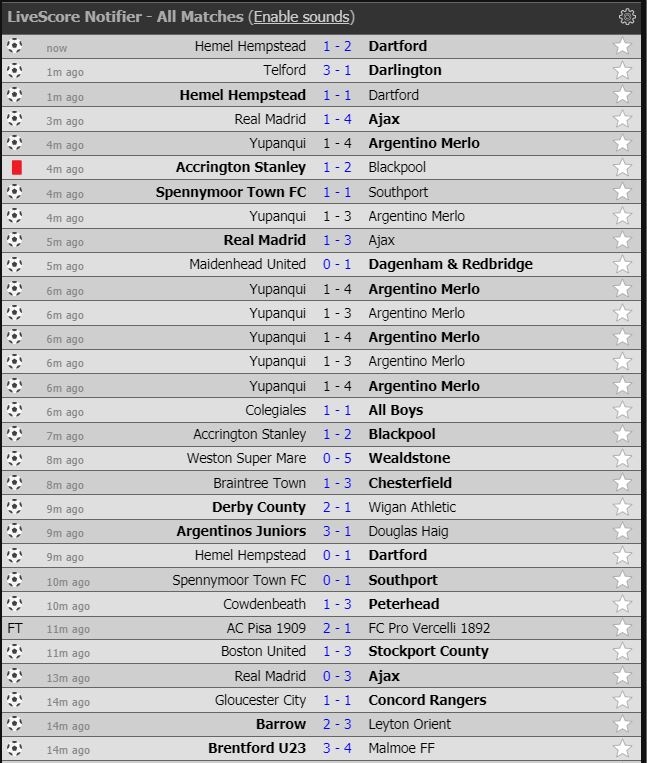 LiveScore Notifier - All Matches (Enable sounds)
now Hemel Hempstead 1 - 2 Dartford
1m ago Telford 3 - 1 Darlington
1m ago Hemel Hempstead 1 - 1 Dartford
3m ago Real Madrid 1 - 4 Ajax
4m ago Yupanqui 1 - 4 Argentino Merlo
4m ago Accrington Stanley 1 - 2 Blackpool
4m ago Spennymoor Town FC 1 - 1 Southport
4m ago Yupanqui 1 - 3 Argentino Merlo
5m ago Real Madrid 1 - 3 Ajax
5m ago Maidenhead United 0 - 1 Dagenham & Redbridge
6m ago Yupanqui 1 - 4 Argentino Merlo
6m ago Yupanqui 1 - 3 Argentino Merlo
6m ago Yupanqui 1 - 4 Argentino Merlo
6m ago Yupanqui 1 - 3 Argentino Merlo
6m ago Yupanqui 1 - 4 Argentino Merlo
6m ago Colegiales 1 - 1 All Boys
7m ago Accrington Stanley 1 - 2 Blackpool
8m ago Weston Super Mare 0 - 5 Wealdstone
8m ago Braintree Town 1 - 3 Chesterfield
9m ago Derby County 2 - 1 Wigan Athletic
9m ago Argentinos Juniors 3 - 1 Douglas Haig
9m ago Hemel Hempstead 0 - 1 Dartford
10m ago Spennymoor Town FC 0 - 1 Southport
10m ago Cowdenbeath 1 - 3 Peterhead
FT 11m ago AC Pisa 1909 2 - 1 FC Pro Vercelli 1892
11m ago Boston United 1 - 3 Stockport County
13m ago Real Madrid 0 - 3 Ajax
14m ago Gloucester City 1 - 1 Concord Rangers
14m ago Barrow 2 - 3 Leyton Orient
14m ago Brentford U23 3 - 4 Malmoe FF